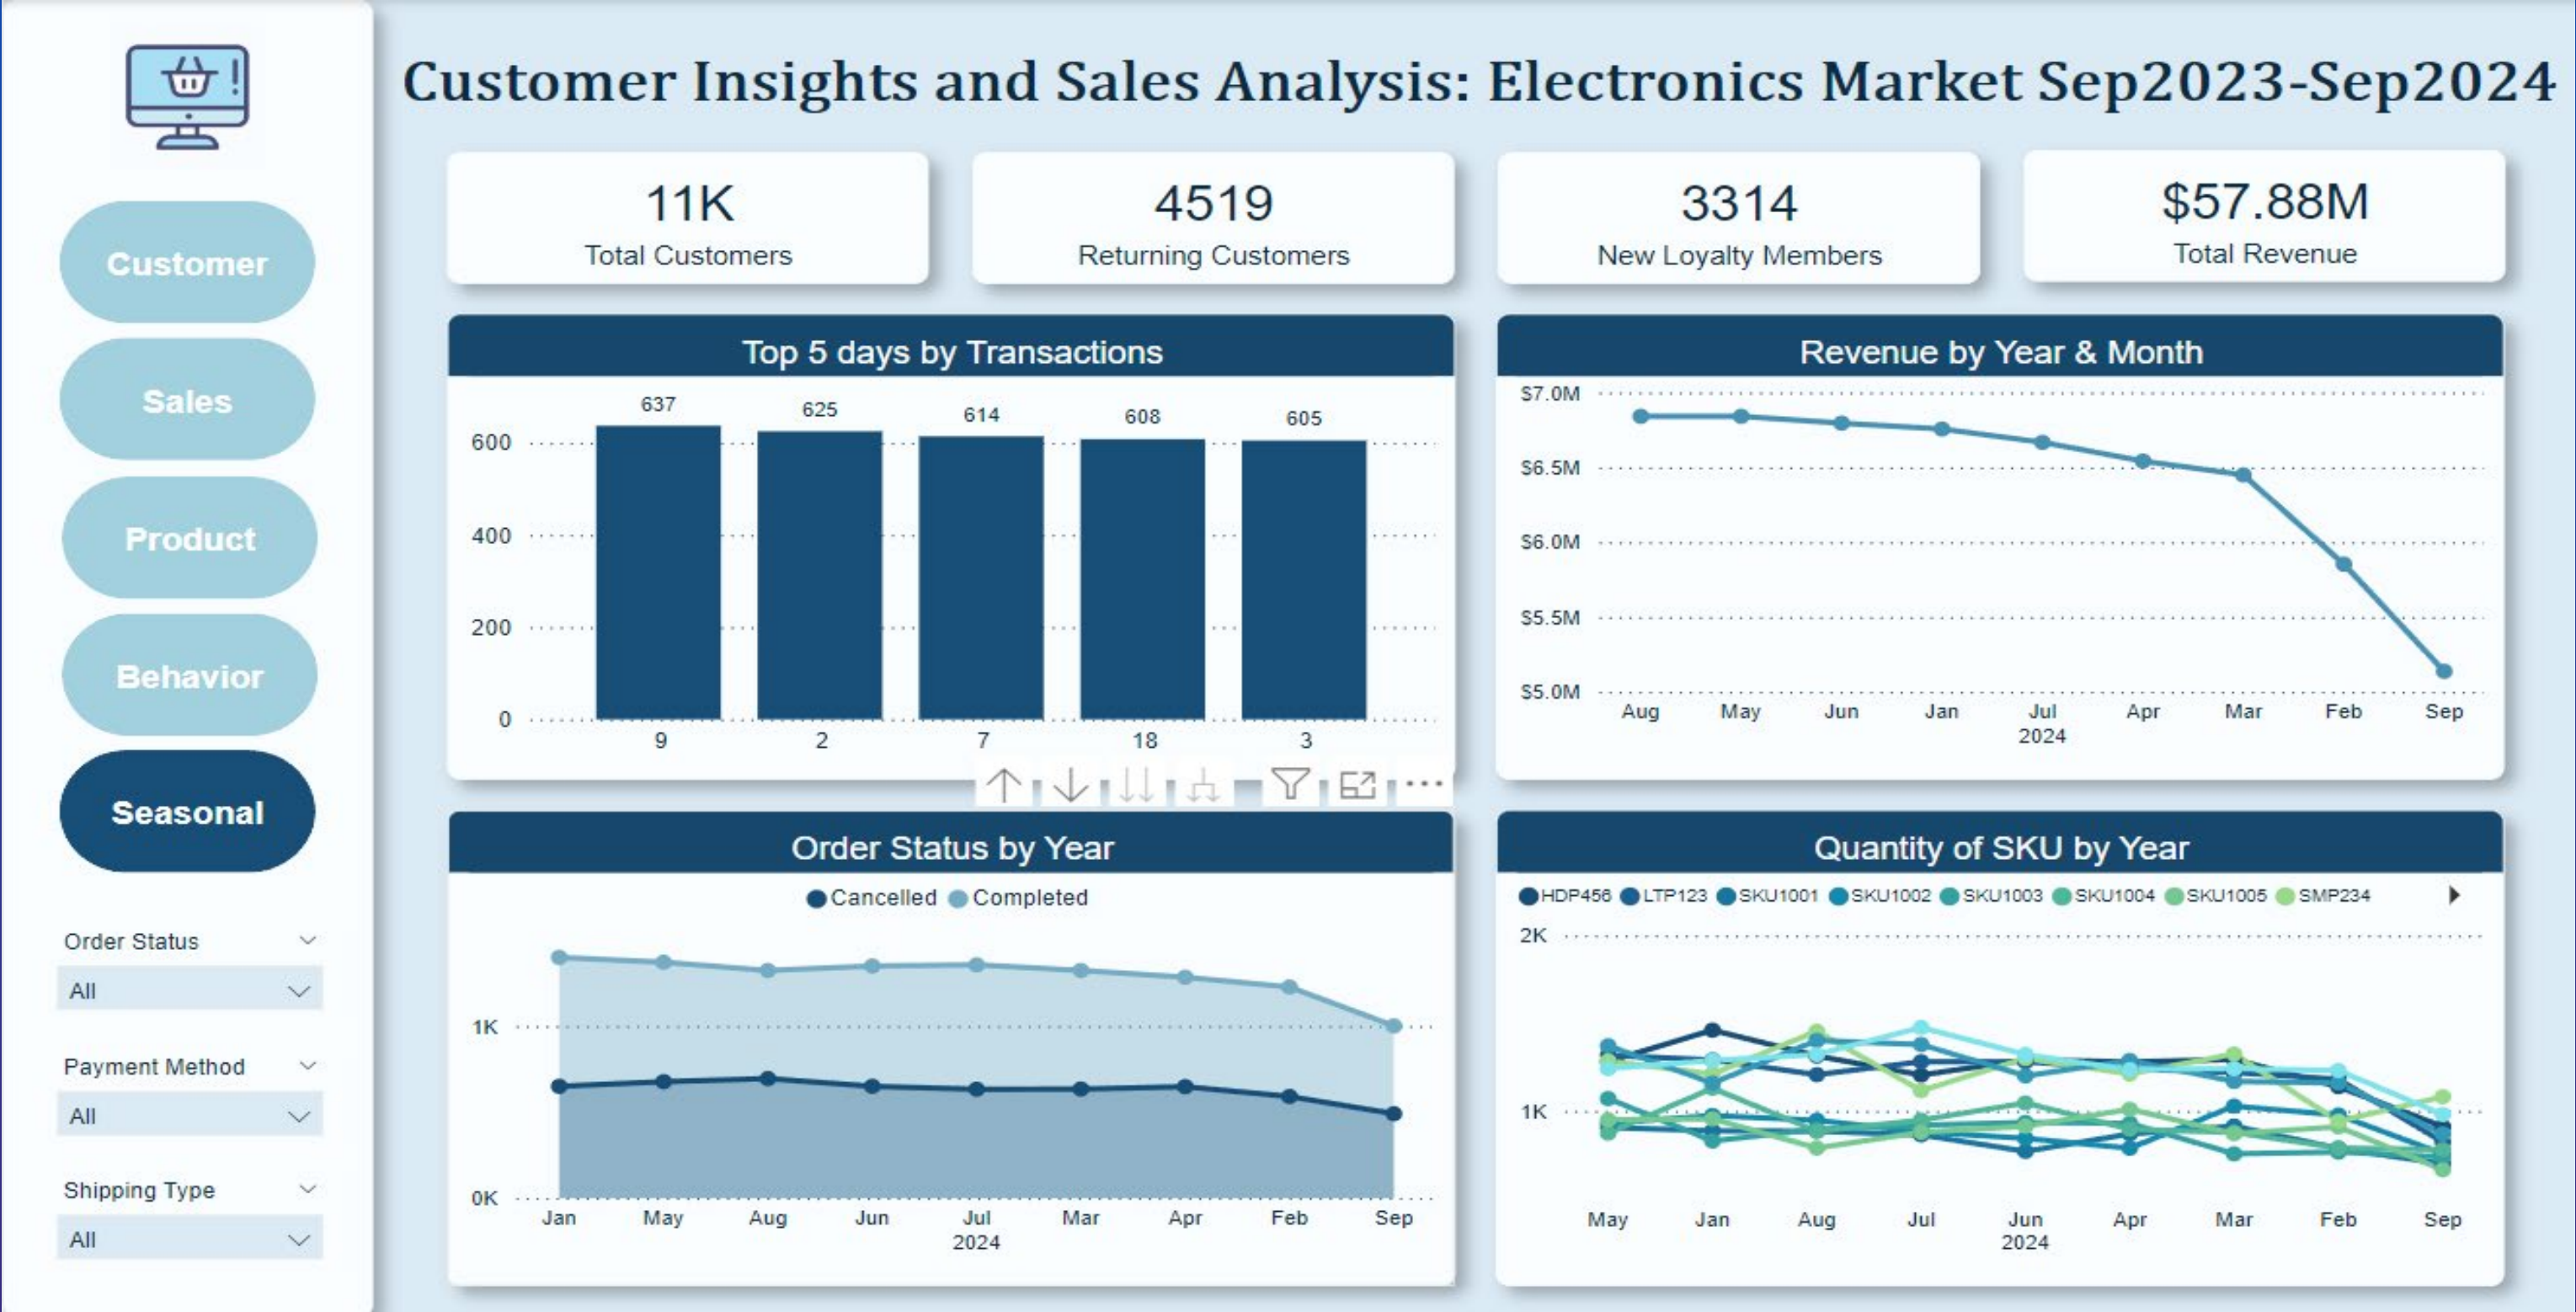 Customer Insights and Sales Analysis: Electronics Market Sep2023-Sep2024
11K
Total Customers
4519
Returning Customers
3314
New Loyalty Members
$57.88M
Total Revenue
Customer
Sales
Product
Behavior
Seasonal
Order Status
All
Payment Method
All
Shipping Type
All
Top 5 days by Transactions
637 625 614 608 605
600
400
200
0
9 2 7 18 3
Revenue by Year & Month
$7.0M
$6.5M
$6.0M
$5.5M
$5.0M
Aug May Jun Jan Jul Apr Mar Feb Sep
2024
Order Status by Year
Cancelled Completed
1K
0K
Jan May Aug Jun Jul Mar Apr Feb Sep
2024
Quantity of SKU by Year
HDP456 LTP123 SKU1001 SKU1002 SKU1003 SKU1004 SKU1005 SMP234
2K
1K
May Jan Aug Jul Jun Apr Mar Feb Sep
2024